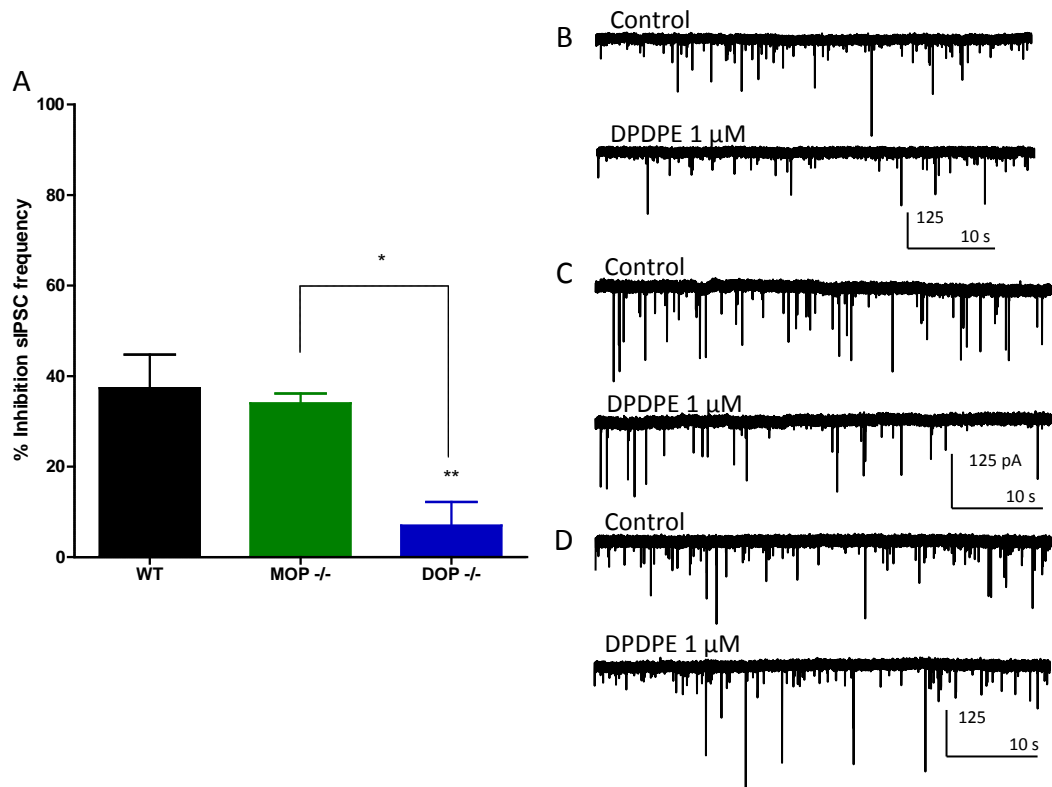 A
% Inhibition sIPSC frequency
100
80
60
40
20
0
*
**
WT
MOP -/-
DOP -/-
B
Control
DPDPE 1 µM
125
10 s
C
Control
DPDPE 1 µM
125 pA
10 s
D
Control
DPDPE 1 µM
125
10 s